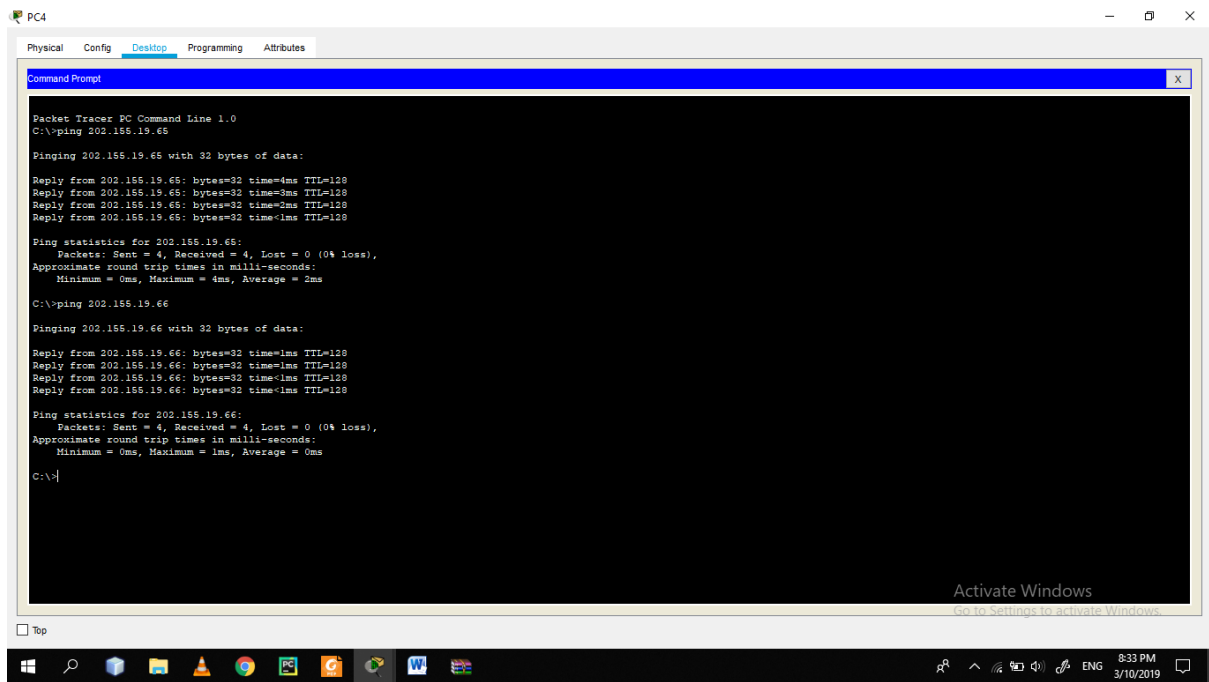 PC4
Physical Config Desktop Programming Attributes
Command Prompt
X
Packet Tracer PC Command Line 1.0
C:\>ping 202.155.19.65
Pinging 202.155.19.65 with 32 bytes of data:
Reply from 202.155.19.65: bytes=32 time=4ms TTL=128
Reply from 202.155.19.65: bytes=32 time=3ms TTL=128
Reply from 202.155.19.65: bytes=32 time=2ms TTL=128
Reply from 202.155.19.65: bytes=32 time<1ms TTL=128
Ping statistics for 202.155.19.65:
Packets: Sent = 4, Received = 4, Lost = 0 (0% loss),
Approximate round trip times in milli-seconds:
Minimum = 0ms, Maximum = 4ms, Average = 2ms
C:\>ping 202.155.19.66
Pinging 202.155.19.66 with 32 bytes of data:
Reply from 202.155.19.66: bytes=32 time=1ms TTL=128
Reply from 202.155.19.66: bytes=32 time=1ms TTL=128
Reply from 202.155.19.66: bytes=32 time<1ms TTL=128
Reply from 202.155.19.66: bytes=32 time<1ms TTL=128
Ping statistics for 202.155.19.66:
Packets: Sent = 4, Received = 4, Lost = 0 (0% loss),
Approximate round trip times in milli-seconds:
Minimum = 0ms, Maximum = 1ms, Average = 0ms
C:\>
Activate Windows
Go to Settings to activate Windows.
Top
ENG
8:33 PM
3/10/2019